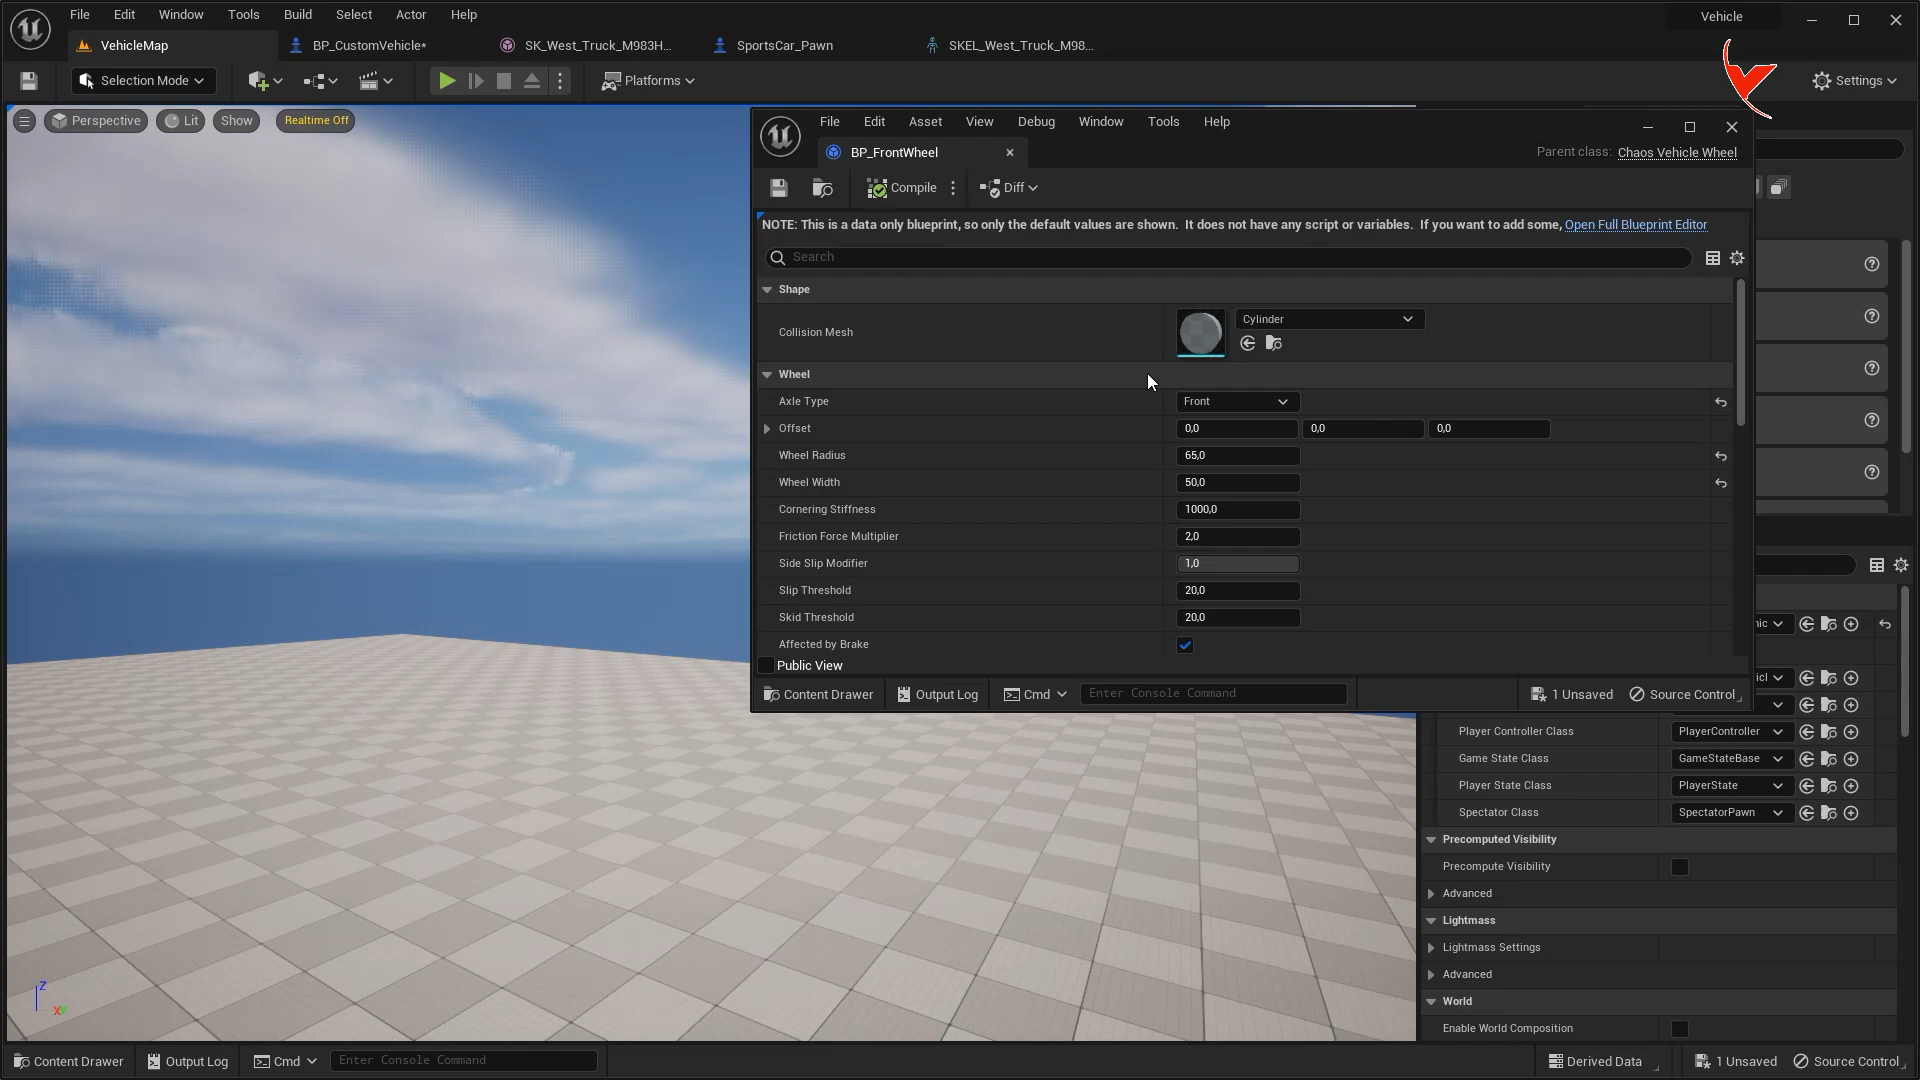 File Edit Window Tools Build Select Actor Help Vehicle
VehicleMap BP_CustomVehicle* SK_West_Truck_M983H... SportsCar_Pawn SKEL_West_Truck_M98...
Selection Mode Platforms Settings
Perspective Lit Show Realtime Off
File Edit Asset View Debug Window Tools Help
BP_FrontWheel Parent class: Chaos Vehicle Wheel
Compile Diff
NOTE: This is a data only blueprint, so only the default values are shown. It does not have any script or variables. If you want to add some, Open Full Blueprint Editor
Search
Shape
Collision Mesh Cylinder
Wheel
Axle Type Front
Offset 0,0 0,0 0,0
Wheel Radius 65,0
Wheel Width 50,0
Cornering Stiffness 1000,0
Friction Force Multiplier 2,0
Side Slip Modifier 1,0
Slip Threshold 20,0
Skid Threshold 20,0
Affected by Brake
Public View
Content Drawer Output Log Cmd Enter Console Command 1 Unsaved Source Control
Player Controller Class PlayerController
Game State Class GameStateBase
Player State Class PlayerState
Spectator Class SpectatorPawn
Precomputed Visibility
Precompute Visibility
Advanced
Lightmass
Lightmass Settings
Advanced
World
Enable World Composition
Z
X
Content Drawer Output Log Cmd Enter Console Command Derived Data 1 Unsaved Source Control